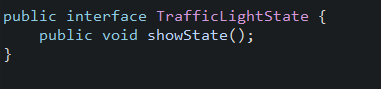 public interface TrafficLightState {
    public void showState();
}